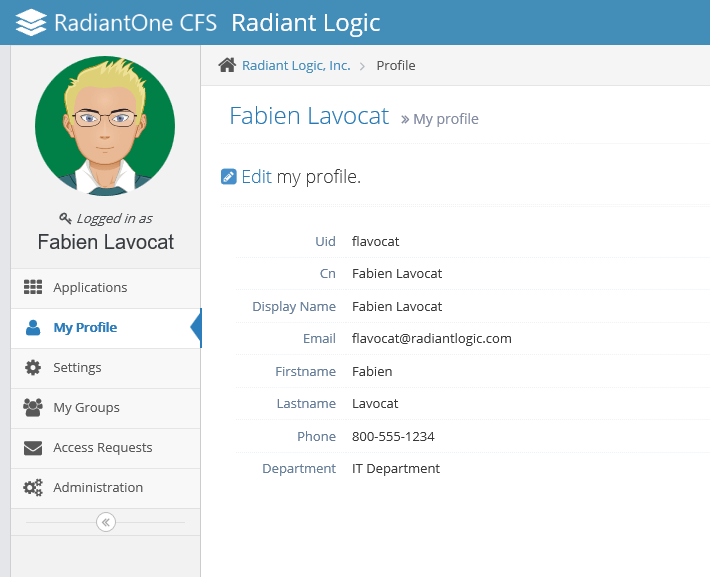 RadiantOne CFS Radiant Logic
Radiant Logic, Inc. > Profile
Fabien Lavocat » My profile
Logged in as
Fabien Lavocat
Edit my profile.
Applications
My Profile
Settings
My Groups
Access Requests
Administration
Uid flavocat
Cn Fabien Lavocat
Display Name Fabien Lavocat
Email flavocat@radiantlogic.com
Firstname Fabien
Lastname Lavocat
Phone 800-555-1234
Department IT Department